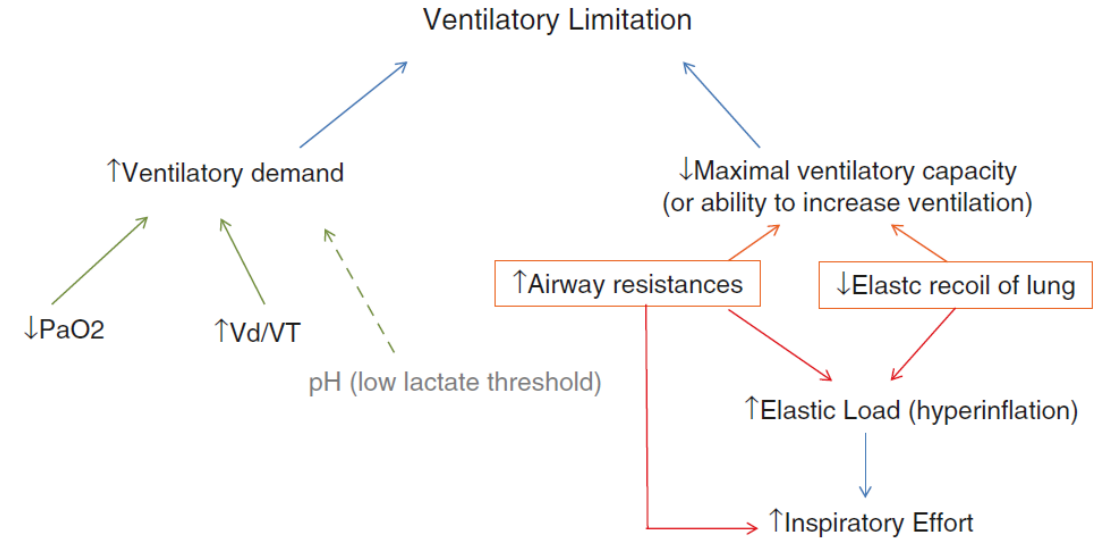 Ventilatory Limitation
↑Ventilatory demand
↓Maximal ventilatory capacity
(or ability to increase ventilation)
↑Airway resistances
↓Elastc recoil of lung
↓PaO2
↑Vd/VT
pH (low lactate threshold)
↑Elastic Load (hyperinflation)
↑Inspiratory Effort